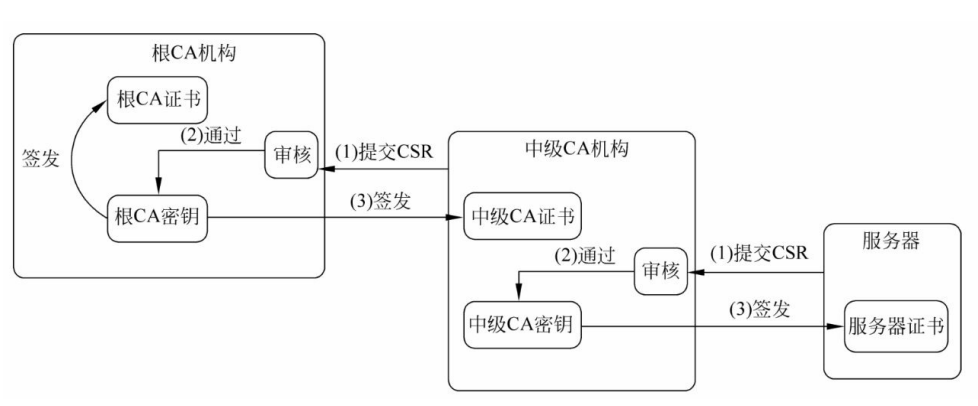 根CA机构
根CA证书
(2)通过
签发
审核
(1)提交CSR
中级CA机构
根CA密钥
(3)签发
中级CA证书
服务器
(2)通过
审核
(1)提交CSR
中级CA密钥
(3)签发
服务器证书